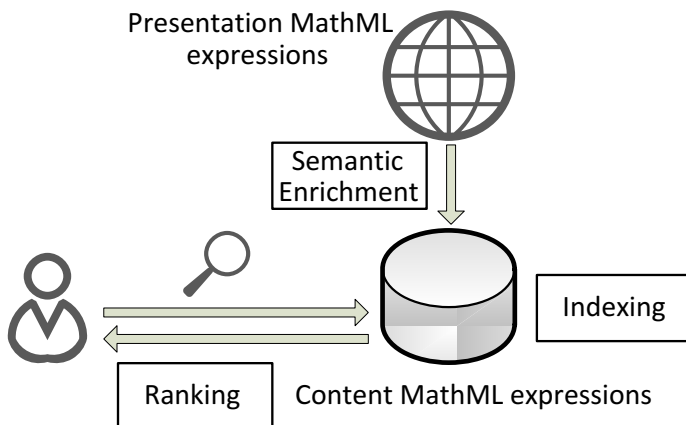 Presentation MathML
expressions
Semantic
Enrichment
Indexing
Ranking
Content MathML expressions